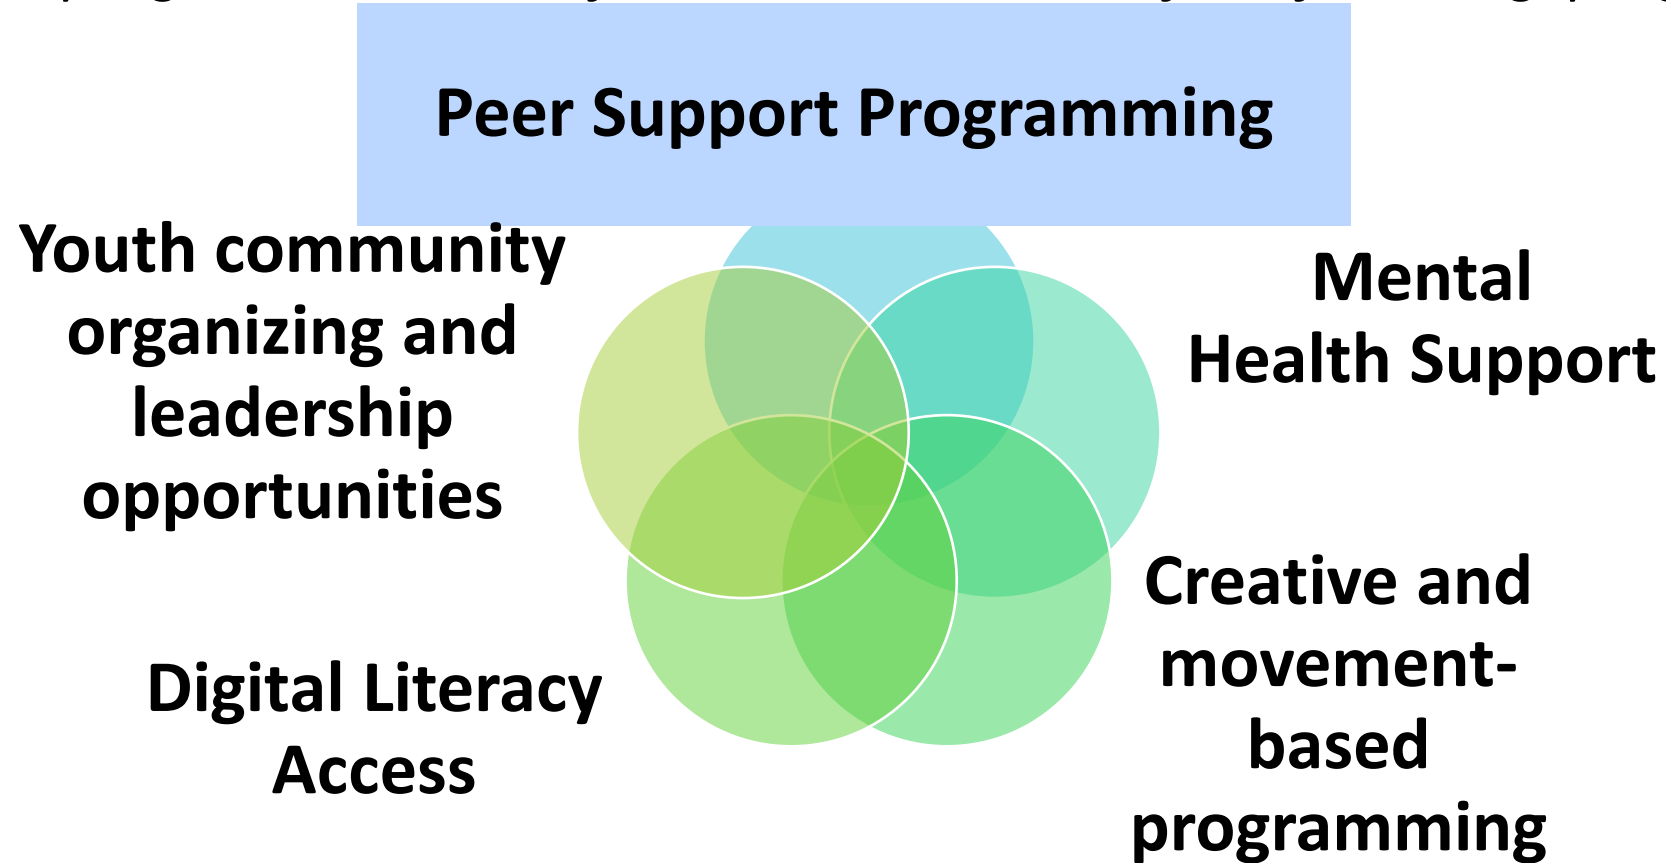 Peer Support Programming
Youth community
organizing and
leadership
opportunities
Mental
Health Support
Creative and
movement-
based
programming
Digital Literacy
Access